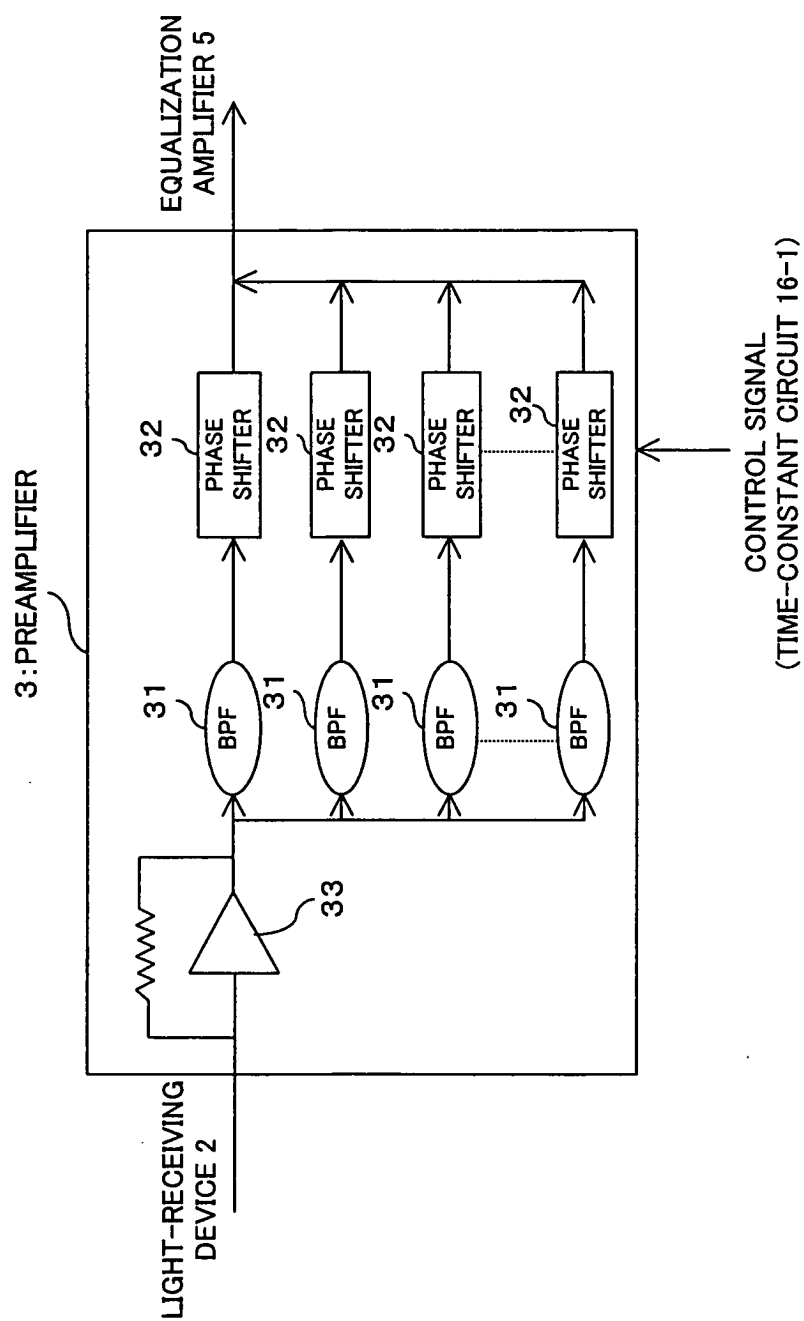 3:PREAMPLIFIER
LIGHT-RECEIVING
DEVICE 2
33
31
BPF
31
BPF
31
BPF
31
BPF
32
PHASE
SHIFTER
32
PHASE
SHIFTER
32
PHASE
SHIFTER
32
PHASE
SHIFTER
EQUALIZATION
AMPLIFIER 5
CONTROL SIGNAL
(TIME-CONSTANT CIRCUIT 16-1)